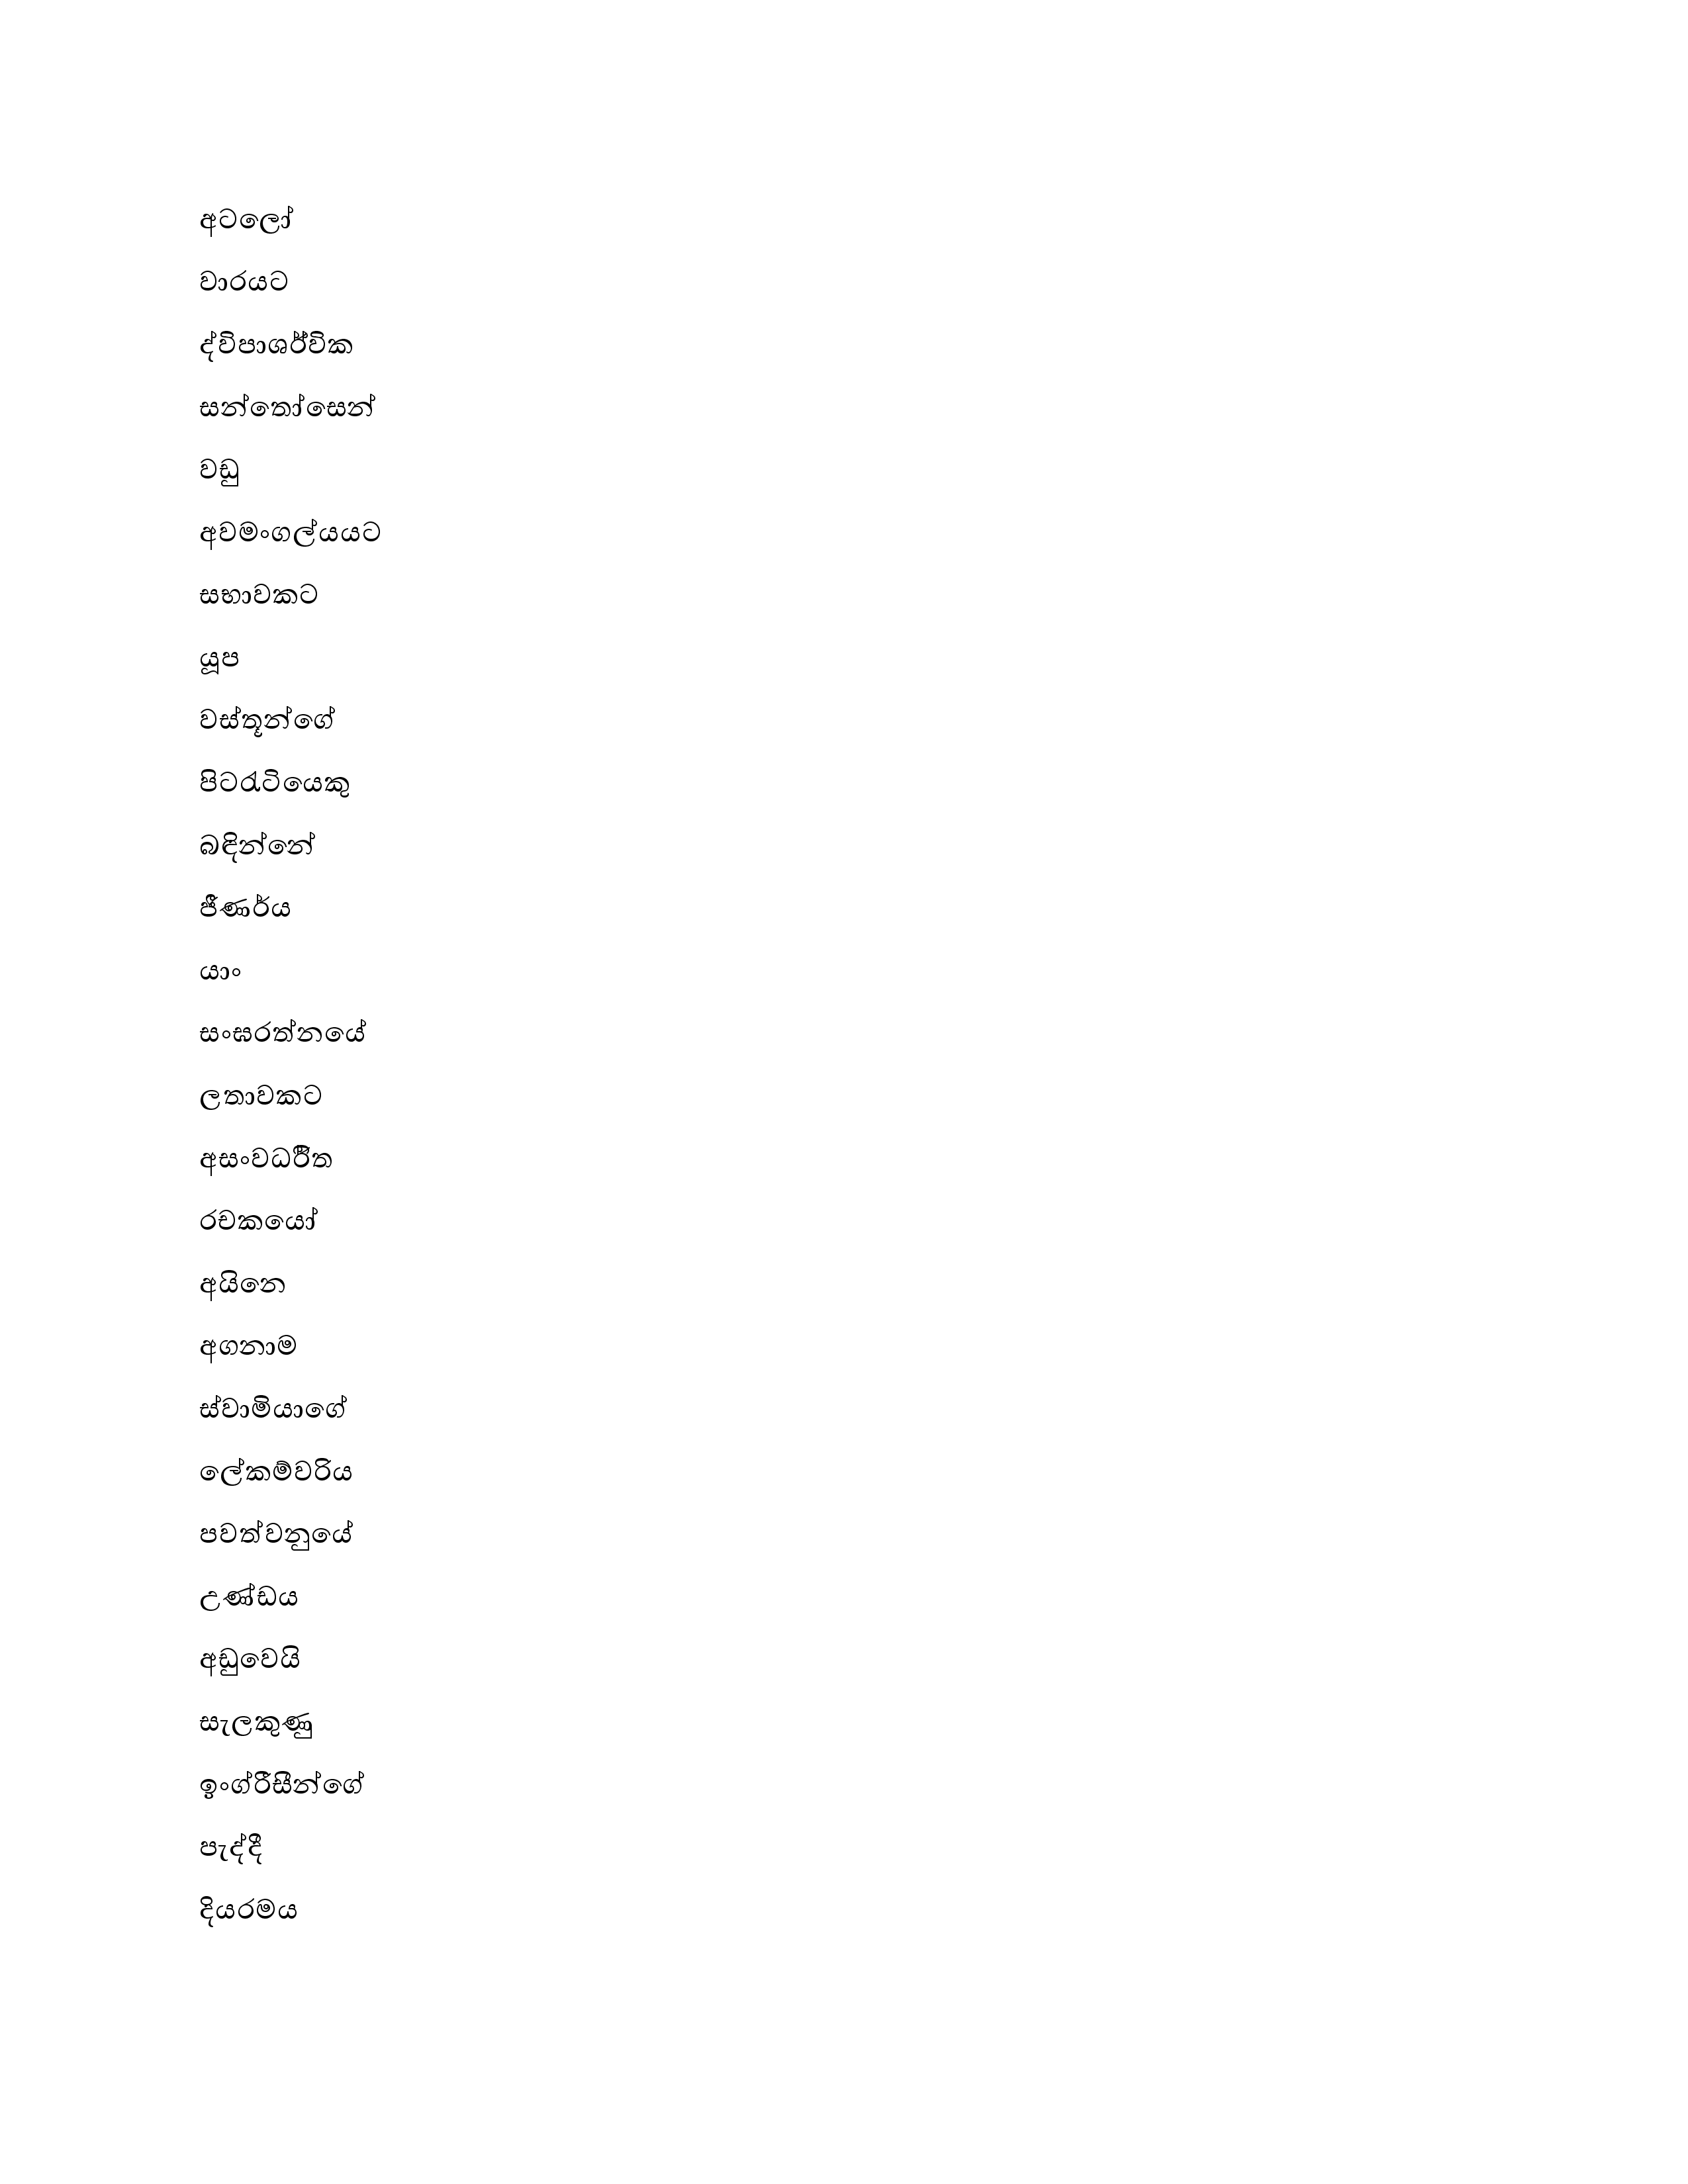 අටලෝ
වාරයට
ද්විපාශර්ව්ක
සන්තෝසෙන්
වඩු
අවමංගල්යයට
සභාවකට
යූප
වස්තූන්ගේ
පිටරැටියෙකු
බඳින්නේ
ජීණර්ය
යාං
සංඝරත්නයේ
ලතාවකට
අසංවධරිත
රචකයෝ
අයිනෙ
අගනාම
ස්වාමියාගේ
ලේකම්වරිය
පවත්වනුයේ
උණ්ඩය
අඩුවෙයි
සැලකුණු
ඉංග්රීසීන්ගේ
පැද්දී
දියරමය